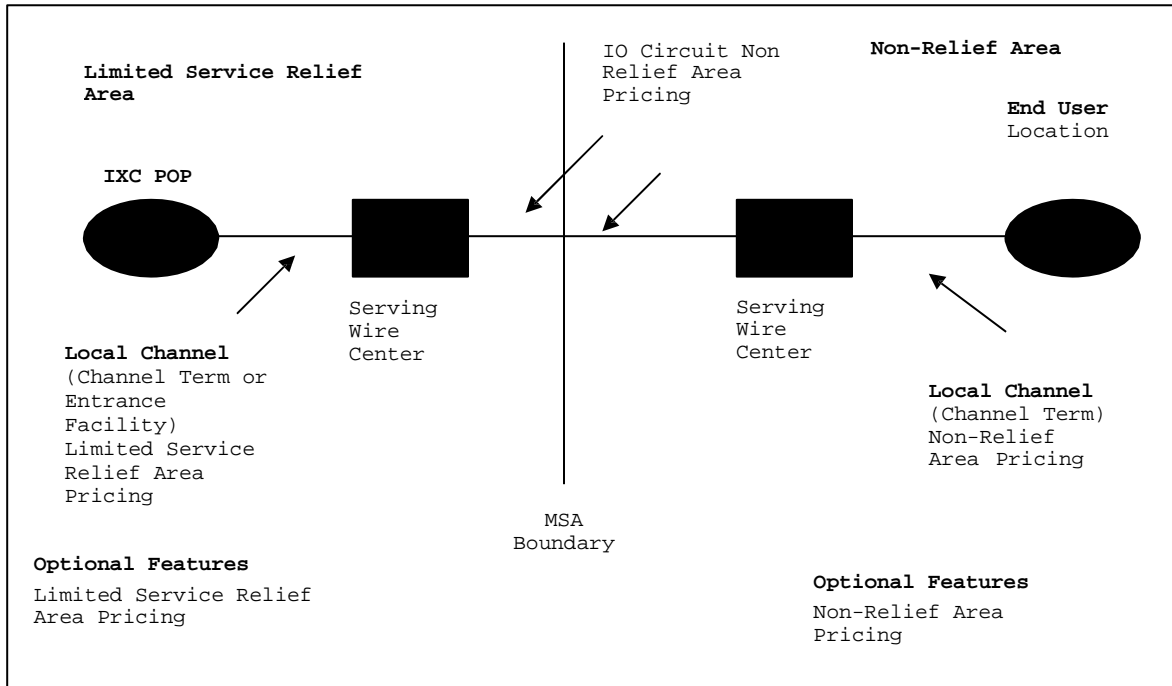 Limited Service Relief
Area
IO Circuit Non
Relief Area
Pricing
Non-Relief Area
End User
Location
IXC POP
Serving
Wire
Center
Serving
Wire
Center
Local Channel
(Channel Term or
Entrance
Facility)
Limited Service
Relief Area
Pricing
Local Channel
(Channel Term)
Non-Relief
Area Pricing
MSA
Boundary
Optional Features
Limited Service Relief
Area Pricing
Optional Features
Non-Relief Area
Pricing